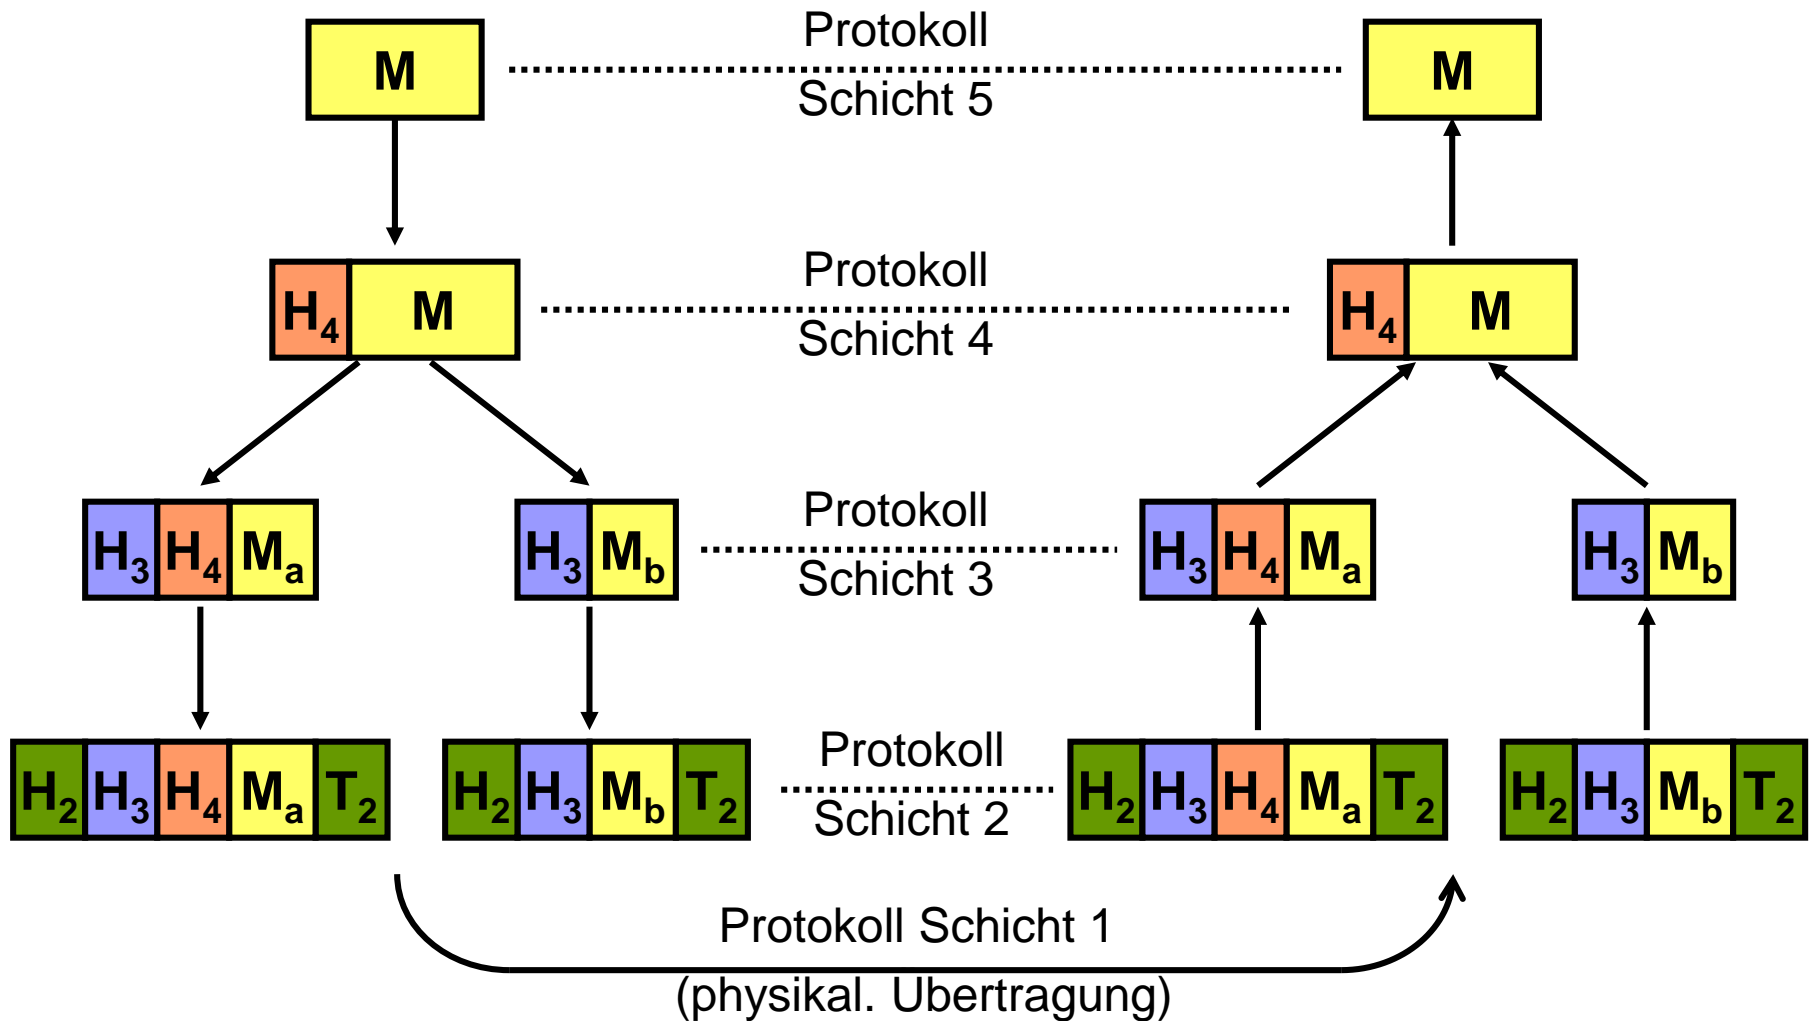 M Protokoll M
Schicht 5
H4 M Protokoll H4 M
Schicht 4
H3 H4 Ma H3 Mb Protokoll H3 H4 Ma H3 Mb
Schicht 3
H2 H3 H4 Ma T2 H2 H3 Mb T2 Protokoll H2 H3 H4 Ma T2 H2 H3 Mb T2
Schicht 2
Protokoll Schicht 1
(physikal. Ubertragung)